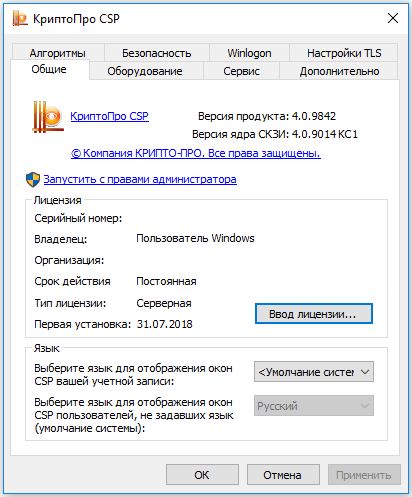 КриптоПро CSP
Алгоритмы Безопасность Winlogon Настройки TLS
Общие Оборудование Сервис Дополнительно
КриптоПро CSP
Версия продукта: 4.0.9842
Версия ядра СКЗИ: 4.0.9014 КС1
© Компания КРИПТО-ПРО. Все права защищены.
Запустить с правами администратора
Лицензия
Серийный номер:
Владелец: Пользователь Windows
Организация:
Срок действия Постоянная
Тип лицензии: Серверная
Ввод лицензии...
Первая установка: 31.07.2018
Язык
Выберите язык для отображения окон
CSP вашей учетной записи:
<Умолчание систем
Выберите язык для отображения окон
CSP пользователей, не задавших язык
(умолчание системы):
Русский
ОК Отмена Применить